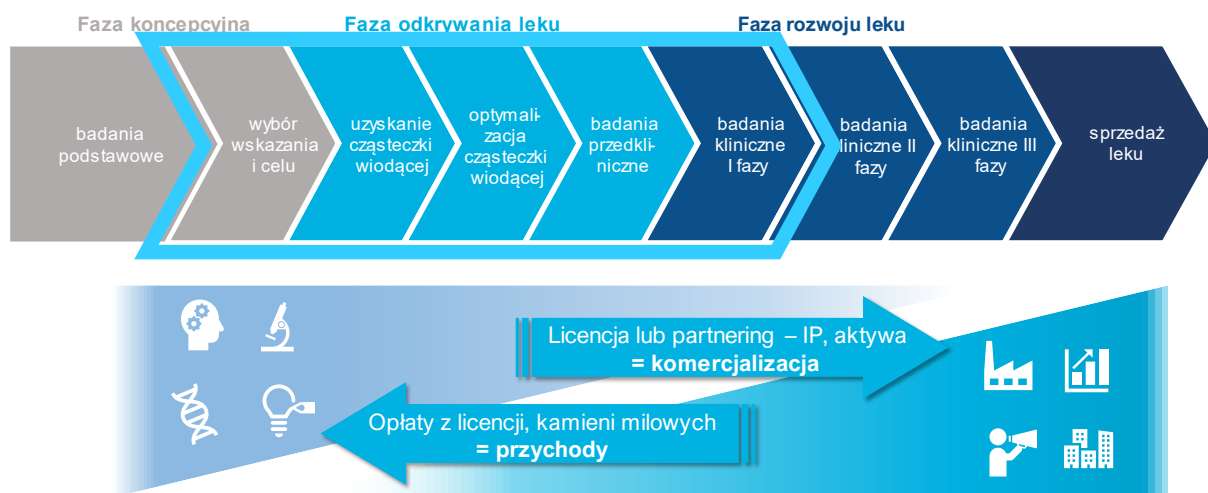 Faza koncepcyjna
Faza odkrywania leku
Faza rozwoju leku
badania
podstawowe
wybór
wskazania
i celu
uzyskanie
cząsteczki
wiodącej
optymali-
zacja
cząsteczki
wiodącej
badania
przedkli-
niczne
badania
kliniczne
I fazy
badania
liniczne II
fazy
badania
kliniczne III
fazy
sprzedaż
leku
Licencja lub partnering – IP, aktywa
= komercjalizacja
Opłaty z licencji, kamieni milowych
= przychody